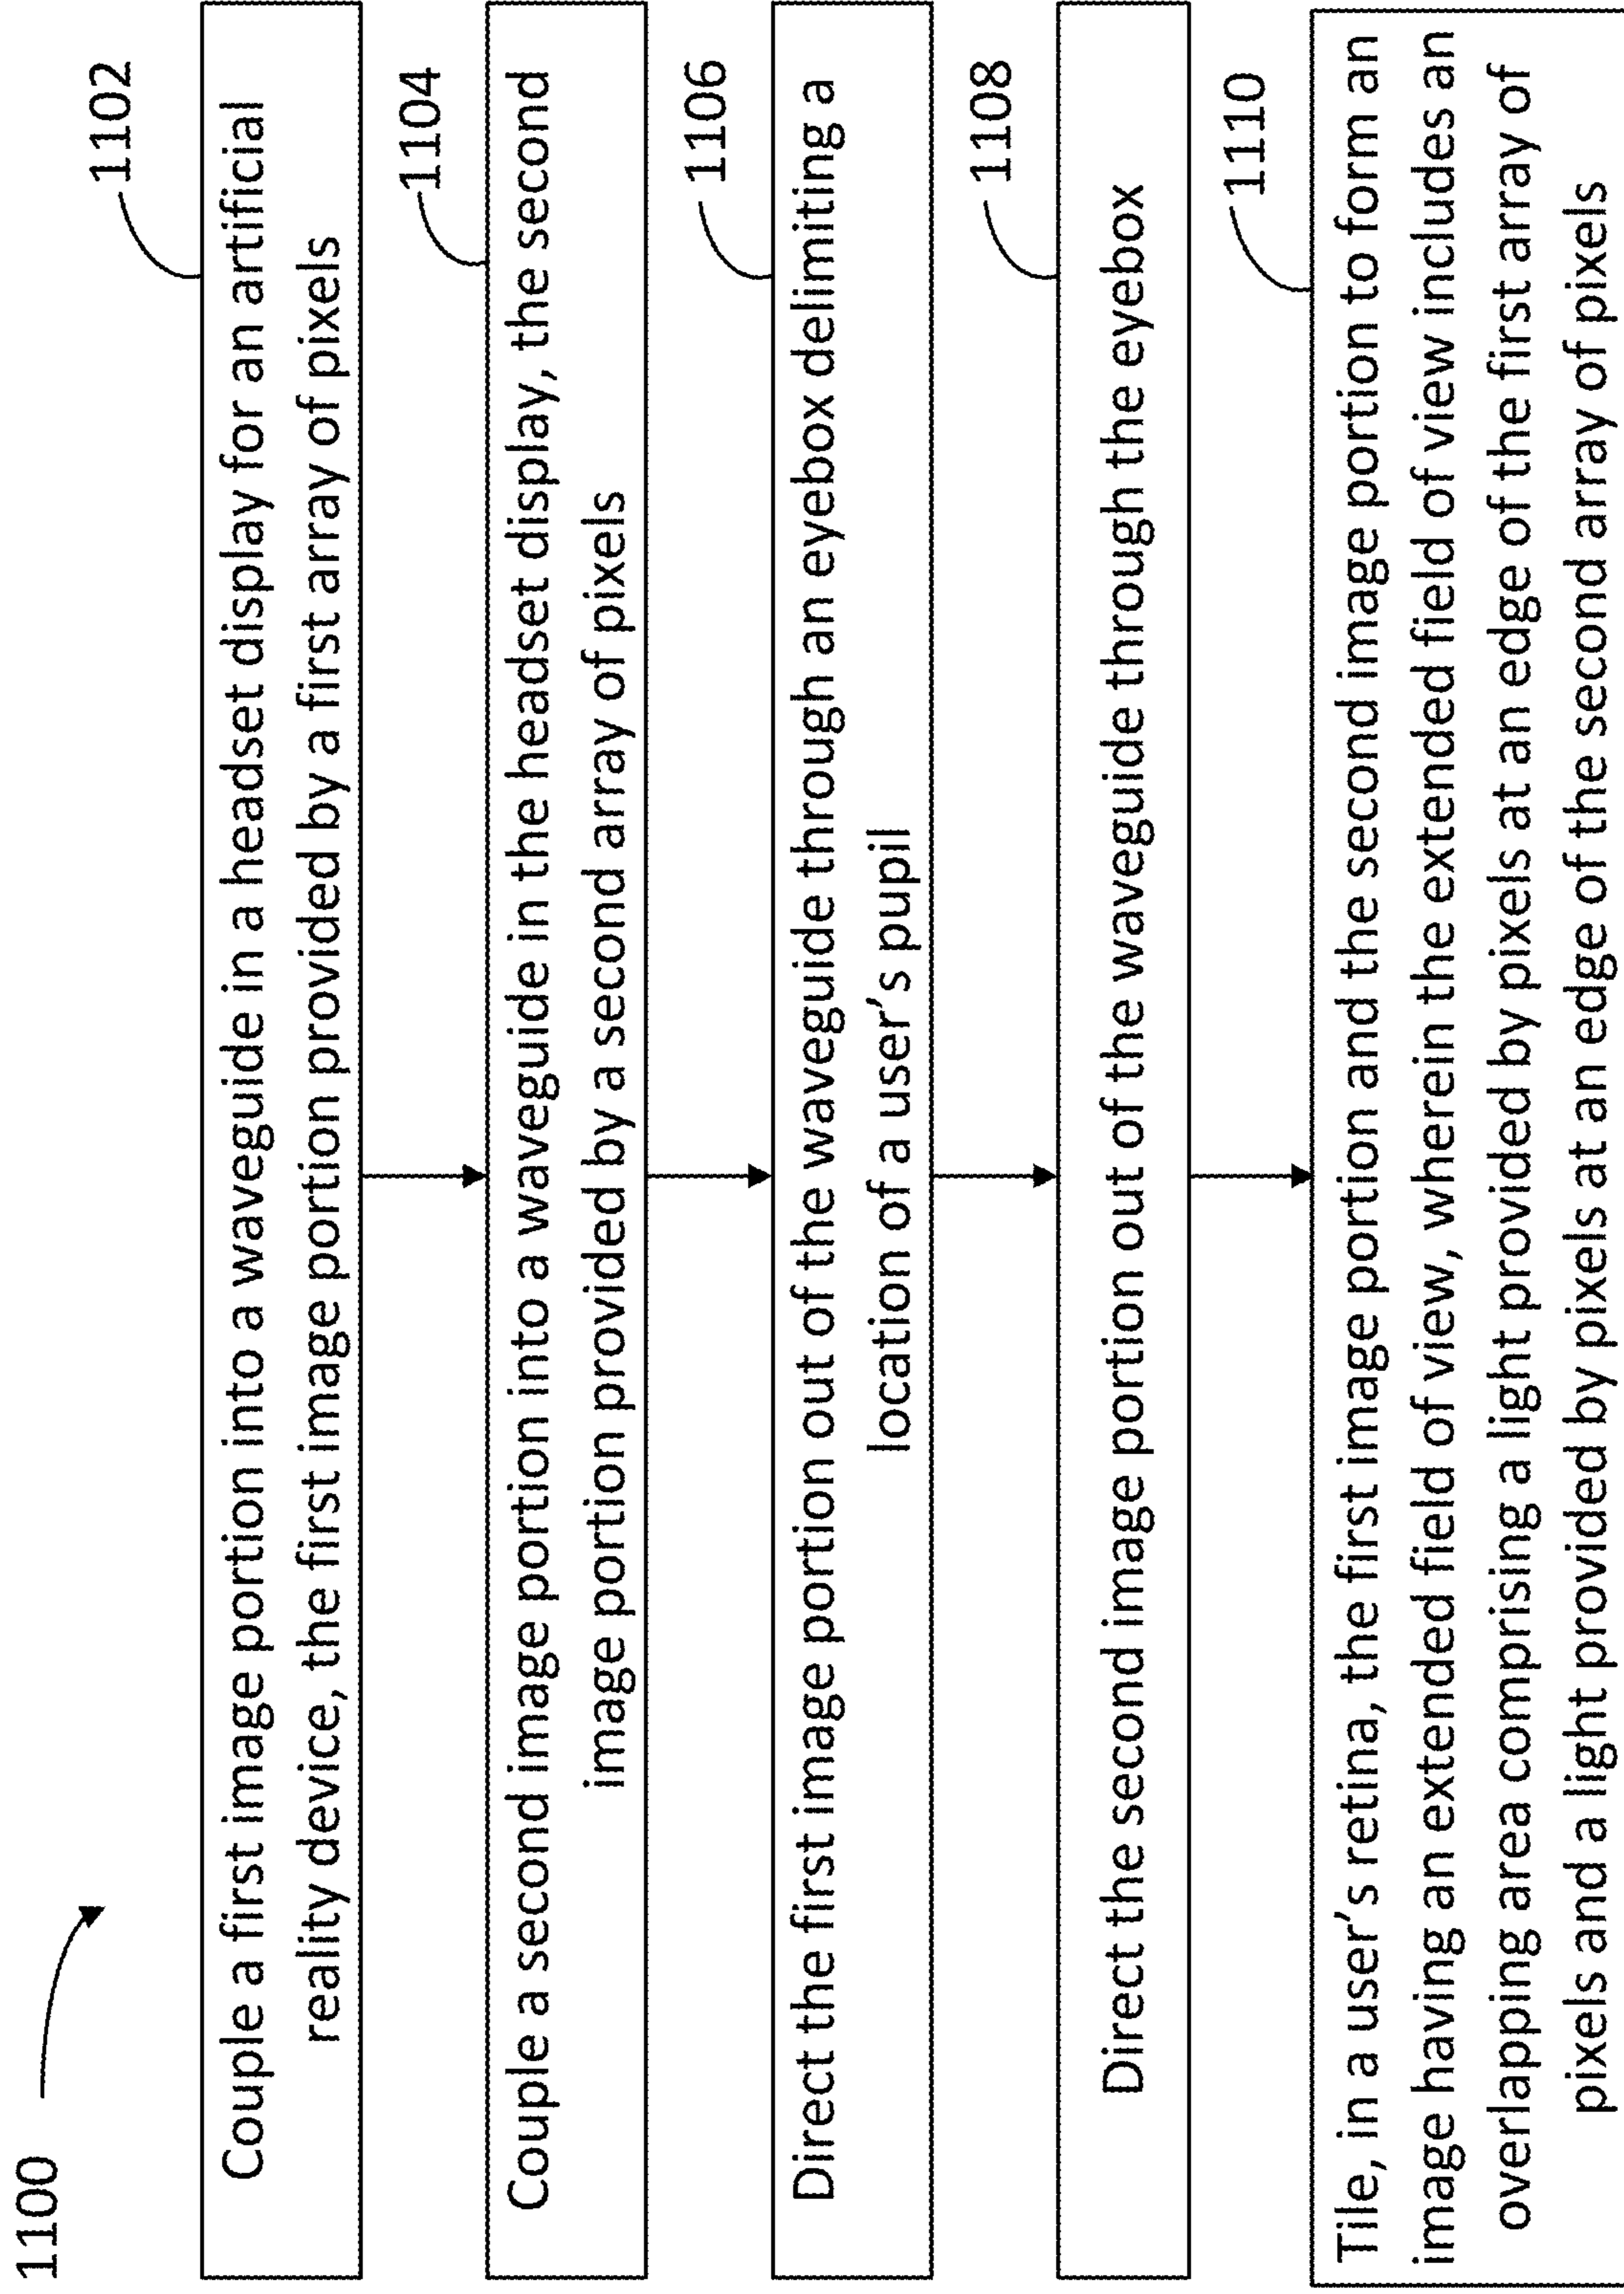 1100
1102
Couple a first image portion into a waveguide in a headset display for an artificial
reality device, the first image portion provided by a first array of pixels
1104
Couple a second image portion into a waveguide in the headset display, the second
image portion provided by a second array of pixels
1106
Direct the first image portion out of the waveguide through an eyebox delimiting a
location of a user's pupil
1108
Direct the second image portion out of the waveguide through the eyebox
1110
Tile, in a user's retina, the first image portion and the second image portion to form an
image having an extended field of view, wherein the extended field of view includes an
overlapping area comprising a light provided by pixels at an edge of the first array of
pixels and a light provided by pixels at an edge of the second array of pixels